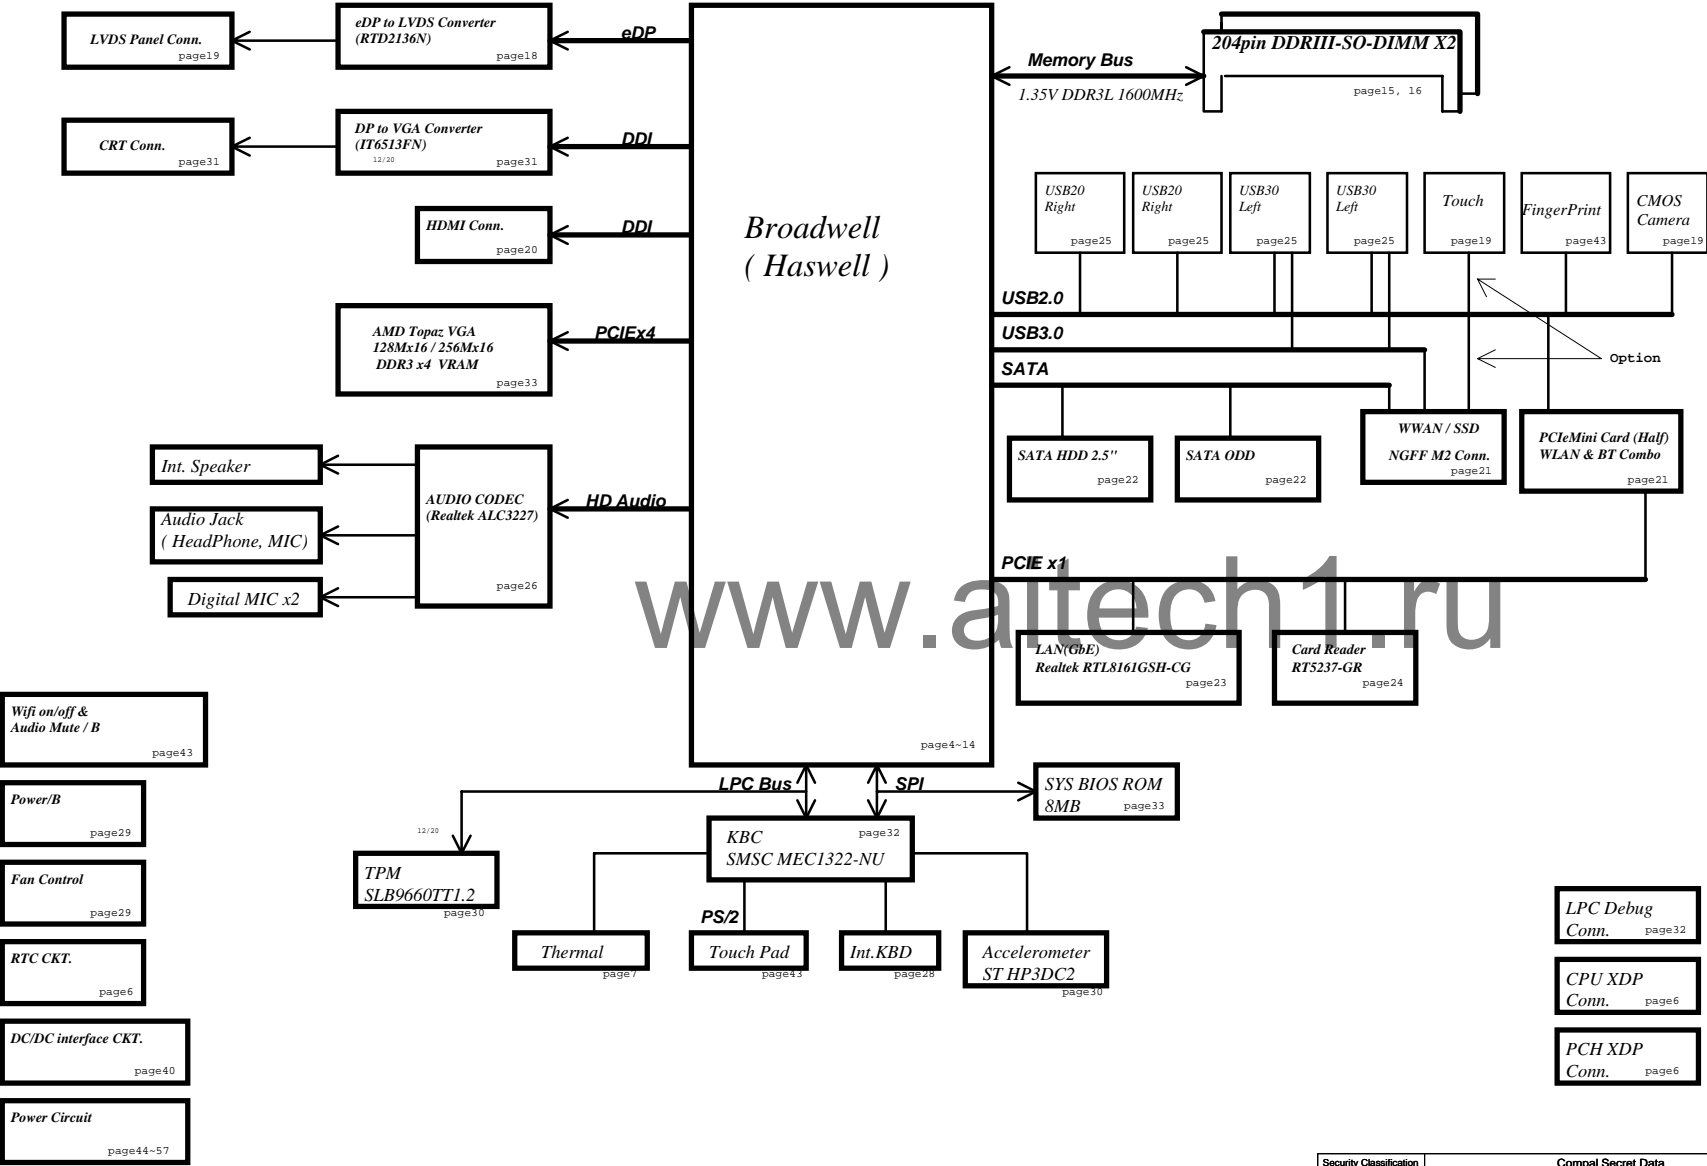 LVDS Panel Conn.
page19
eDP to LVDS Converter
(RTD2136N)
page18
eDP
204pin DDRIII-SO-DIMM X2
page15, 16
Memory Bus
1.35V DDR3L 1600MHz
CRT Conn.
page31
DP to VGA Converter
(IT6513FN)
12/20
page31
DDI
HDMI Conn.
page20
DDI
Broadwell
( Haswell )
page4~14
USB20
Right
page25
USB20
Right
page25
USB30
Left
page25
USB30
Left
page25
Touch
page19
FingerPrint
page43
CMOS
Camera
page19
USB2.0
USB3.0
SATA
Option
AMD Topaz VGA
128Mx16 / 256Mx16
DDR3 x4 VRAM
page33
PCIEx4
SATA HDD 2.5"
page22
SATA ODD
page22
WWAN / SSD
NGFF M2 Conn.
page21
PCIeMini Card (Half)
WLAN & BT Combo
page21
Int. Speaker
Audio Jack
( HeadPhone, MIC)
Digital MIC x2
AUDIO CODEC
(Realtek ALC3227)
page26
HD Audio
PCIE x1
www.aitech1.ru
LAN(GbE)
Realtek RTL8161GSH-CG
page23
Card Reader
RT5237-GR
page24
Wifi on/off &
Audio Mute / B
page43
Power/B
page29
Fan Control
page29
RTC CKT.
page6
DC/DC interface CKT.
page40
Power Circuit
page44~57
LPC Bus
SPI
SYS BIOS ROM
8MB
page33
12/20
TPM
SLB9660TT1.2
page30
KBC
SMSC MEC1322-NU
page32
PS/2
Thermal
page7
Touch Pad
page43
Int.KBD
page28
Accelerometer
ST HP3DC2
page30
LPC Debug
Conn.
page32
CPU XDP
Conn.
page6
PCH XDP
Conn.
page6
Security Classification
Compal Secret Data